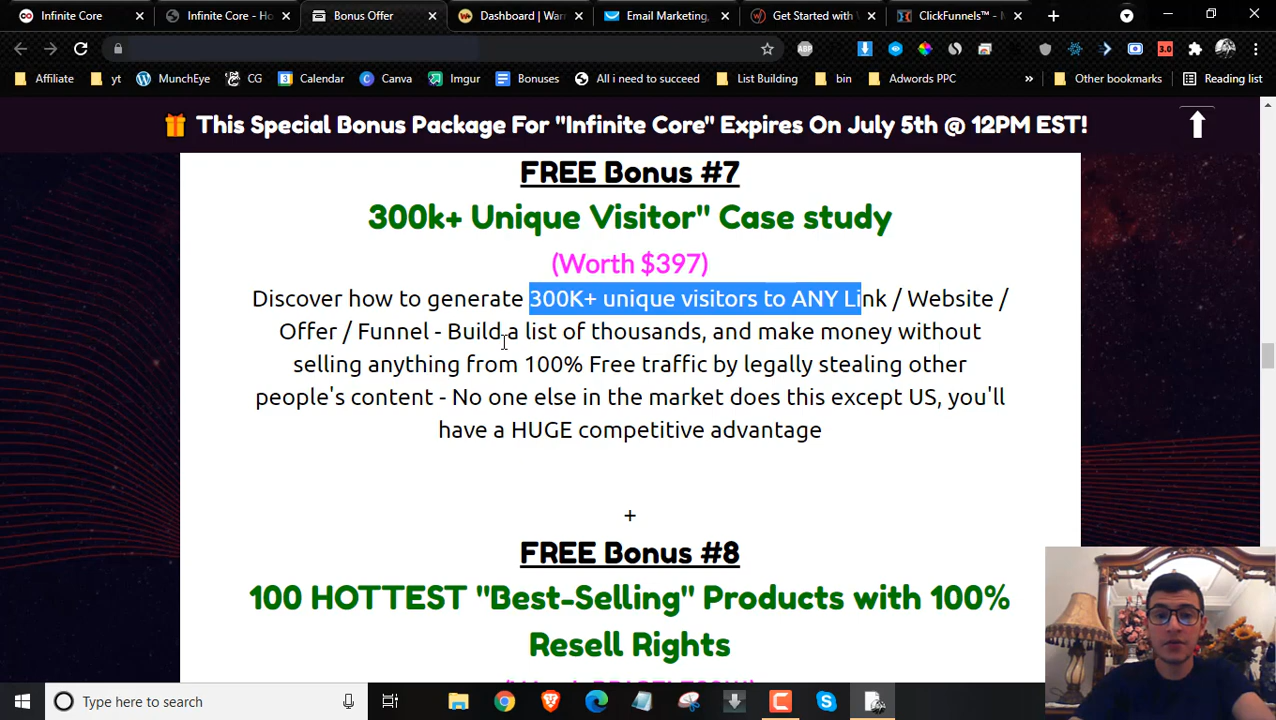 Infinite Core
Infinite Core - Ho
Bonus Offer
Dashboard | Warr
Email Marketing,
Get Started with
ClickFunnels™ - M
ABP
3.0
Affiliate
yt
MunchEye
CG
Calendar
Canva
Imgur
Bonuses
All i need to succeed
List Building
bin
Adwords PPC
»
Other bookmarks
Reading list
This Special Bonus Package For "Infinite Core" Expires On July 5th @ 12PM EST!
FREE Bonus #7
300k+ Unique Visitor" Case study
(Worth $397)
Discover how to generate 300K+ unique visitors to ANY Link / Website /
Offer / Funnel - Build a list of thousands, and make money without
selling anything from 100% Free traffic by legally stealing other
people's content - No one else in the market does this except US, you'll
have a HUGE competitive advantage
+
FREE Bonus #8
100 HOTTEST "Best-Selling" Products with 100%
Resell Rights
Type here to search